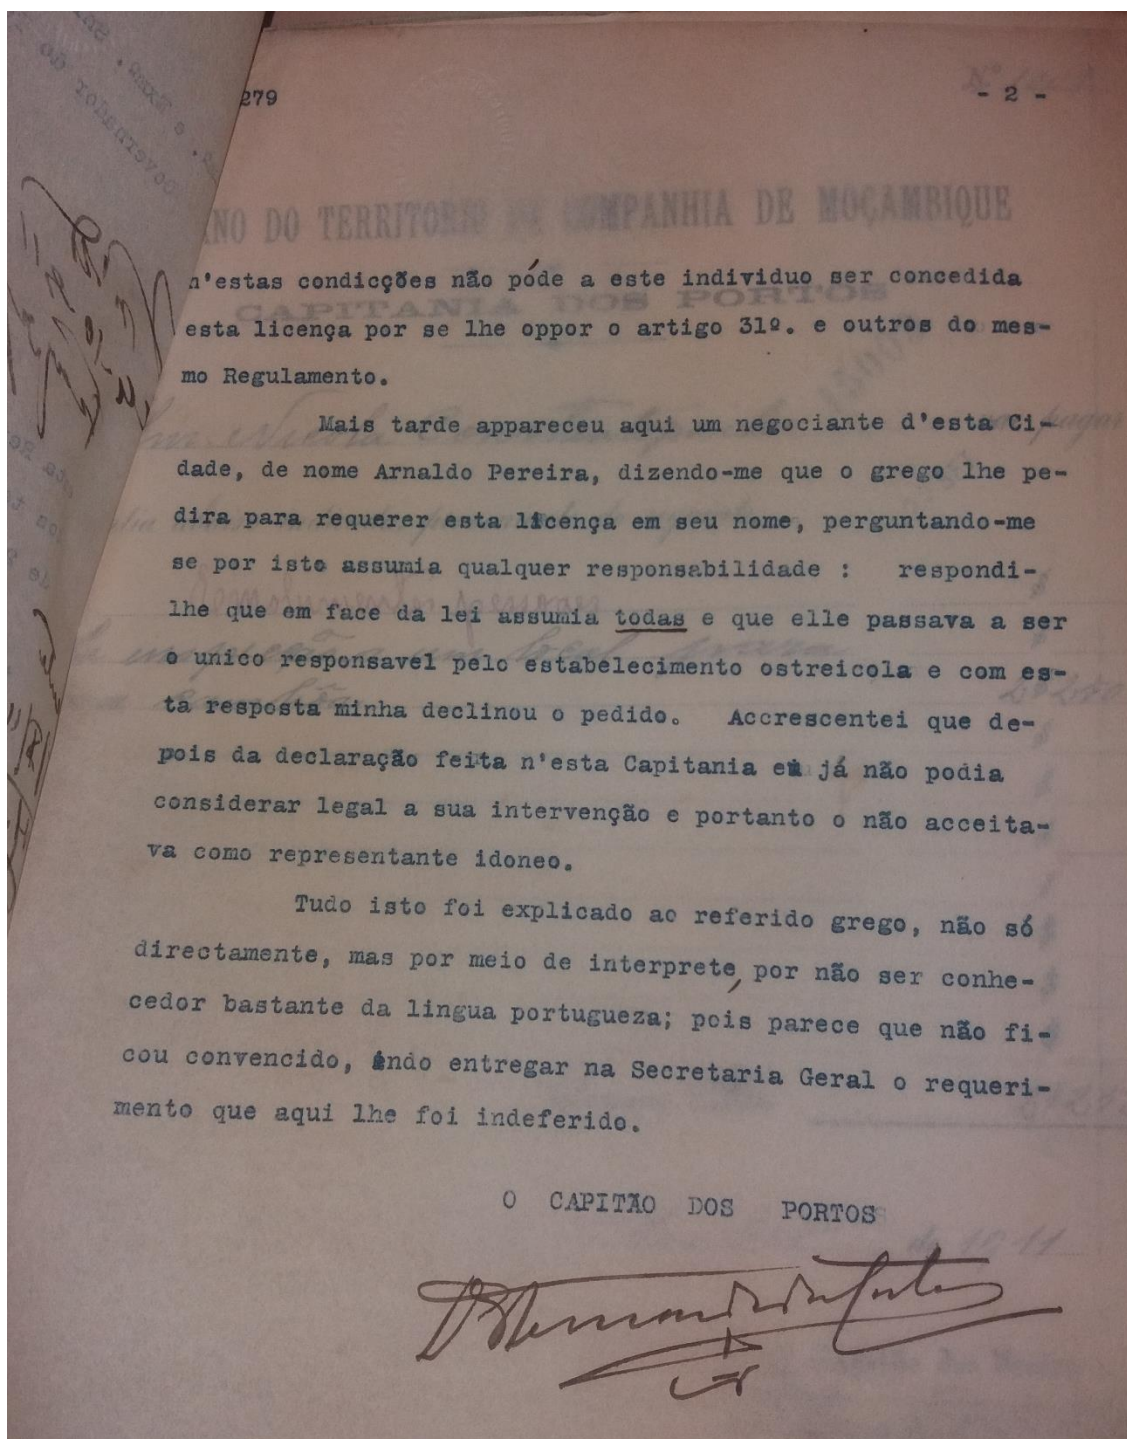 279
- 2 -
DO TERRITORIO DE COMPANHIA DE MOÇAMBIQUE
CAPITANIA DOS PORTOS
n'estas condicções não póde a este individuo ser concedida
esta licença por se lhe oppor o artigo 31º. e outros do mes-
mo Regulamento.
Mais tarde appareceu aqui um negociante d'esta Ci-
dade, de nome Arnaldo Pereira, dizendo-me que o grego lhe pe-
dira para requerer esta licença em seu nome, perguntando-me
se por isto assumia qualquer responsabilidade : respondi-
lhe que em face da lei assumia todas e que elle passava a ser
o unico responsavel pelo estabelecimento ostreicola e com es-
ta resposta minha declinou o pedido. Accrescentei que de-
pois da declaração feita n'esta Capitania eu já não podia
considerar legal a sua intervenção e portanto o não acceita-
va como representante idoneo.
Tudo isto foi explicado ao referido grego, não só
directamente, mas por meio de interprete, por não ser conhe-
cedor bastante da lingua portugueza; pois parece que não fi-
cou convencido, indo entregar na Secretaria Geral o requeri-
mento que aqui lhe foi indeferido.
O CAPITÃO DOS PORTOS